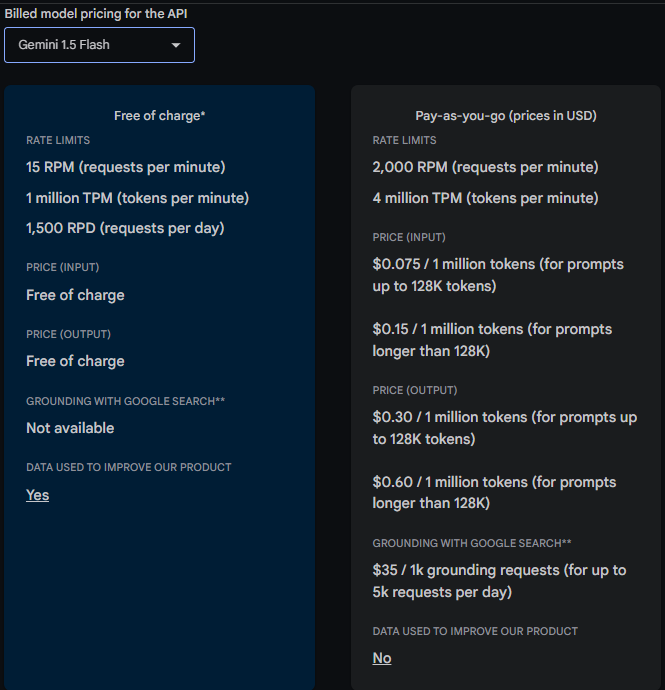 Billed model pricing for the API
Gemini 1.5 Flash
Free of charge*
RATE LIMITS
15 RPM (requests per minute)
1 million TPM (tokens per minute)
1,500 RPD (requests per day)
PRICE (INPUT)
Free of charge
PRICE (OUTPUT)
Free of charge
GROUNDING WITH GOOGLE SEARCH**
Not available
DATA USED TO IMPROVE OUR PRODUCT
Yes
Pay-as-you-go (prices in USD)
RATE LIMITS
2,000 RPM (requests per minute)
4 million TPM (tokens per minute)
PRICE (INPUT)
$0.075 / 1 million tokens (for prompts
up to 128K tokens)
$0.15 / 1 million tokens (for prompts
longer than 128K)
PRICE (OUTPUT)
$0.30 / 1 million tokens (for prompts up
to 128K tokens)
$0.60 / 1 million tokens (for prompts
longer than 128K)
GROUNDING WITH GOOGLE SEARCH**
$35 / 1k grounding requests (for up to
5k requests per day)
DATA USED TO IMPROVE OUR PRODUCT
No